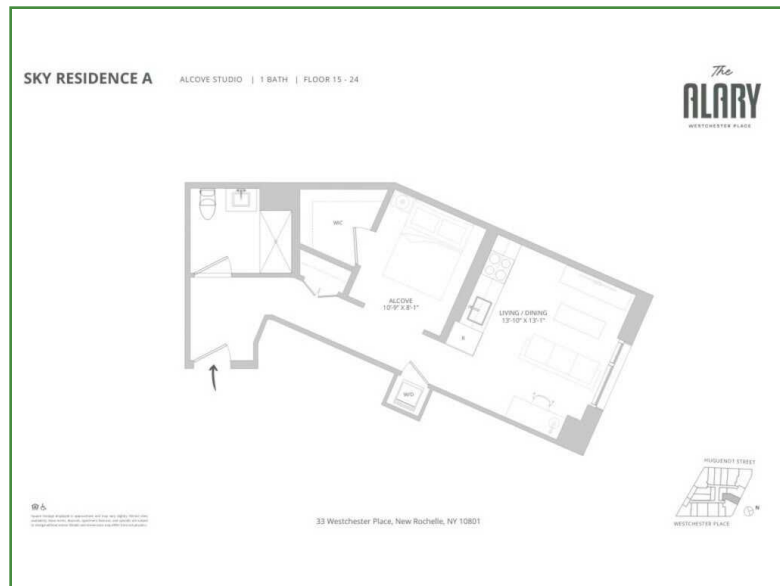 SKY RESIDENCE A
ALCOVE STUDIO | 1 BATH | FLOOR 15 - 24
The
ALARY
WESTCHESTER PLACE
WIC
ALCOVE
10'-9" X 8'-1"
LIVING / DINING
13'-10" X 13'-1"
W/D
HUGUENOT STREET
N
WESTCHESTER PLACE
33 Westchester Place, New Rochelle, NY 10801